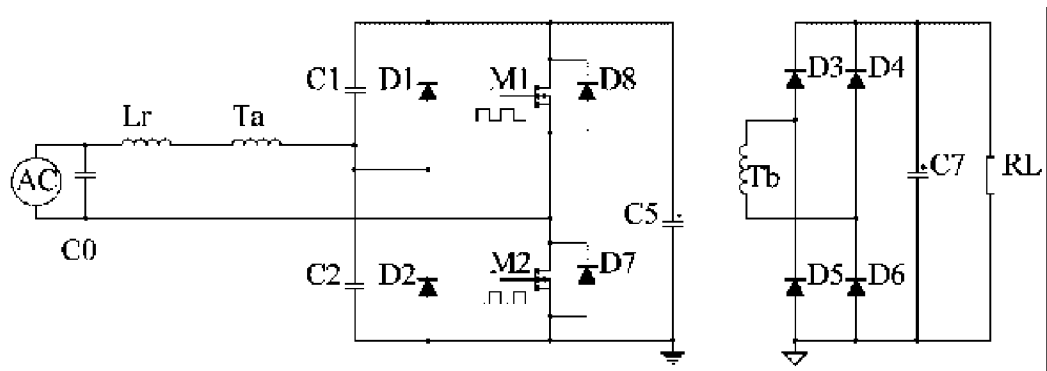 D3 D4
C1 D1 M1 D8
Lr Ta
AC
Tb C7 RL
C5
C0
C2 D2 M2 D7
D5 D6